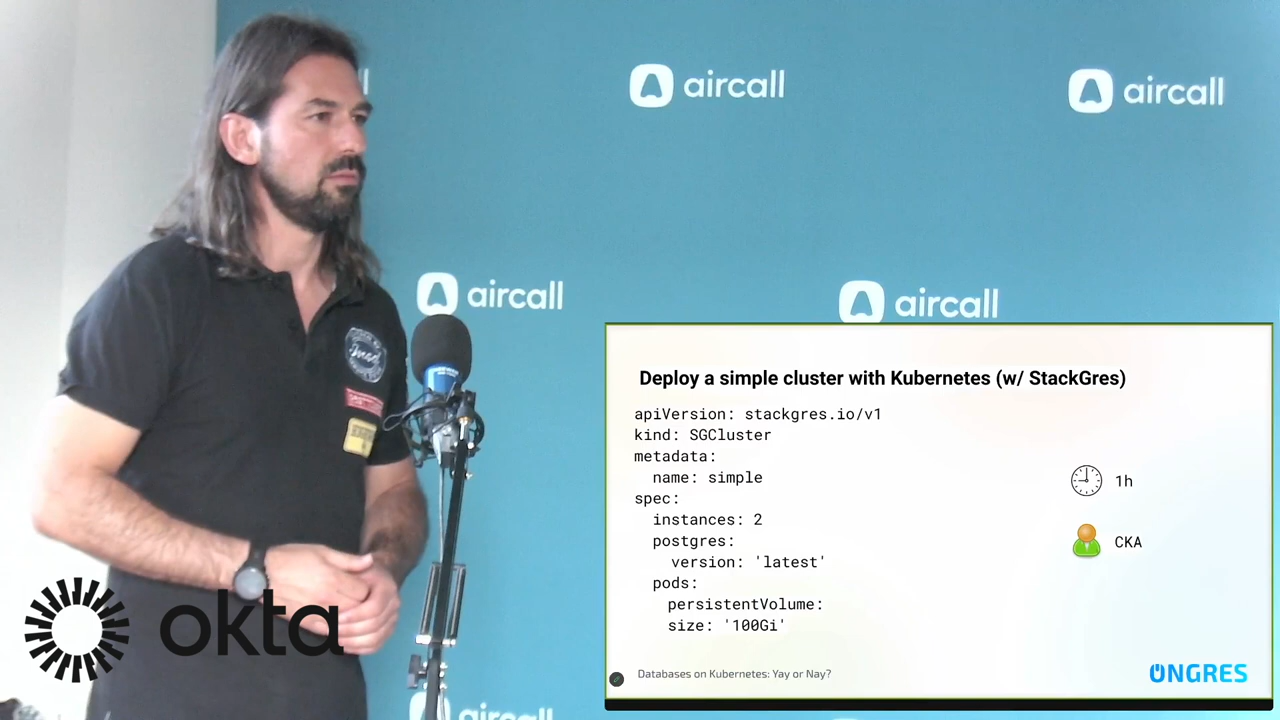 aircall
aircall
aircall
aircall
Deploy a simple cluster with Kubernetes (w/ StackGres)
apiVersion: stackgres.io/v1
kind: SGCluster
metadata:
name: simple
spec:
instances: 2
postgres:
version: 'latest'
pods:
persistentVolume:
size: '100Gi'
1h
CKA
Databases on Kubernetes: Yay or Nay?
ONGRES
okta
aircall